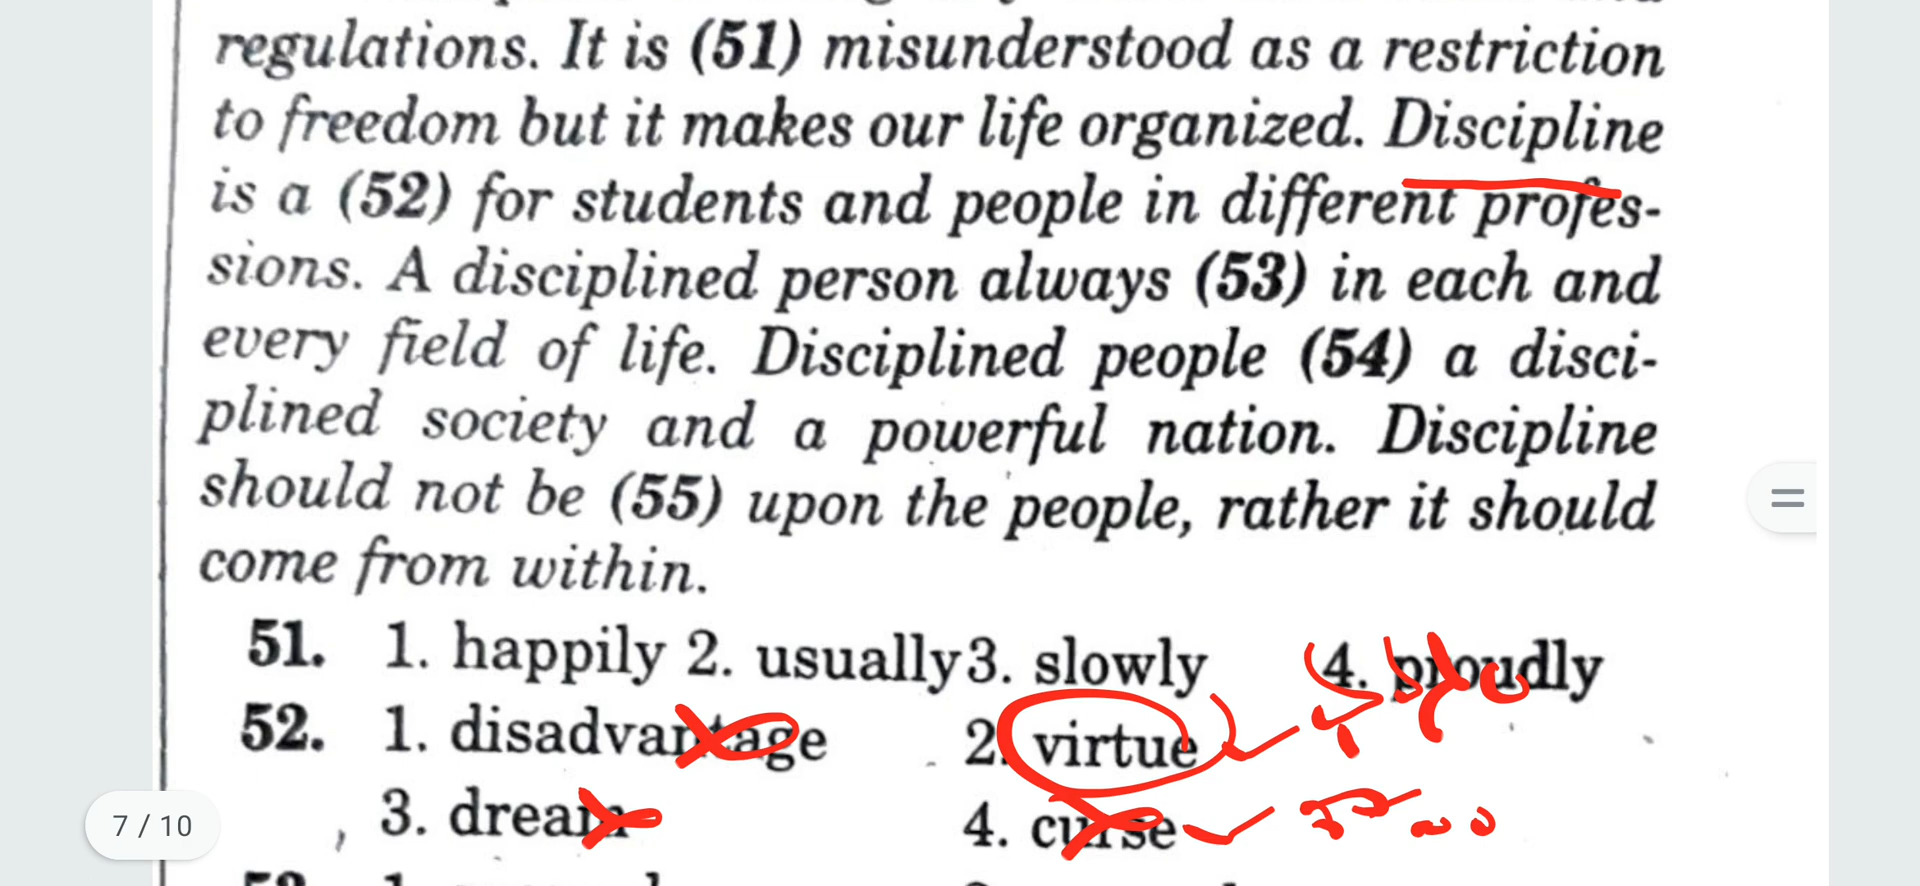 regulations. It is (51) misunderstood as a restriction
to freedom but it makes our life organized. Discipline
is a (52) for students and people in different profes-
sions. A disciplined person always (53) in each and
every field of life. Disciplined people (54) a disci-
plined society and a powerful nation. Discipline
should not be (55) upon the people, rather it should
come from within.
51. 1. happily 2. usually 3. slowly 4. proudly
52. 1. disadvantage 2. virtue
3. dream 4. curse
7 / 10